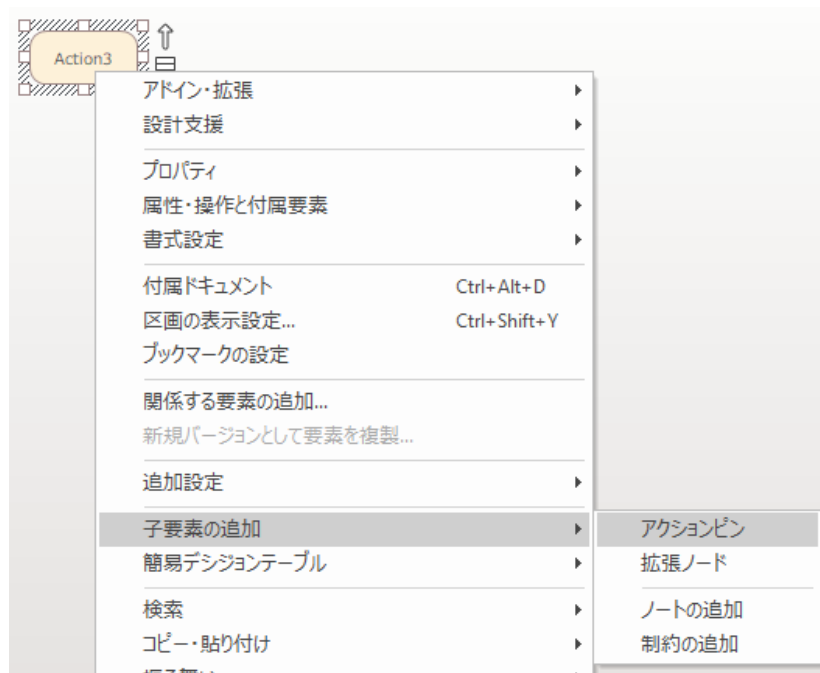 Action3
アドイン・拡張
設計支援
プロパティ
属性・操作と付属要素
書式設定
付属ドキュメント Ctrl+Alt+D
区画の表示設定... Ctrl+Shift+Y
ブックマークの設定
関係する要素の追加...
新規バージョンとして要素を複製...
追加設定
子要素の追加 アクションピン
簡易デシジョンテーブル 拡張ノード
検索 ノートの追加
コピー・貼り付け 制約の追加